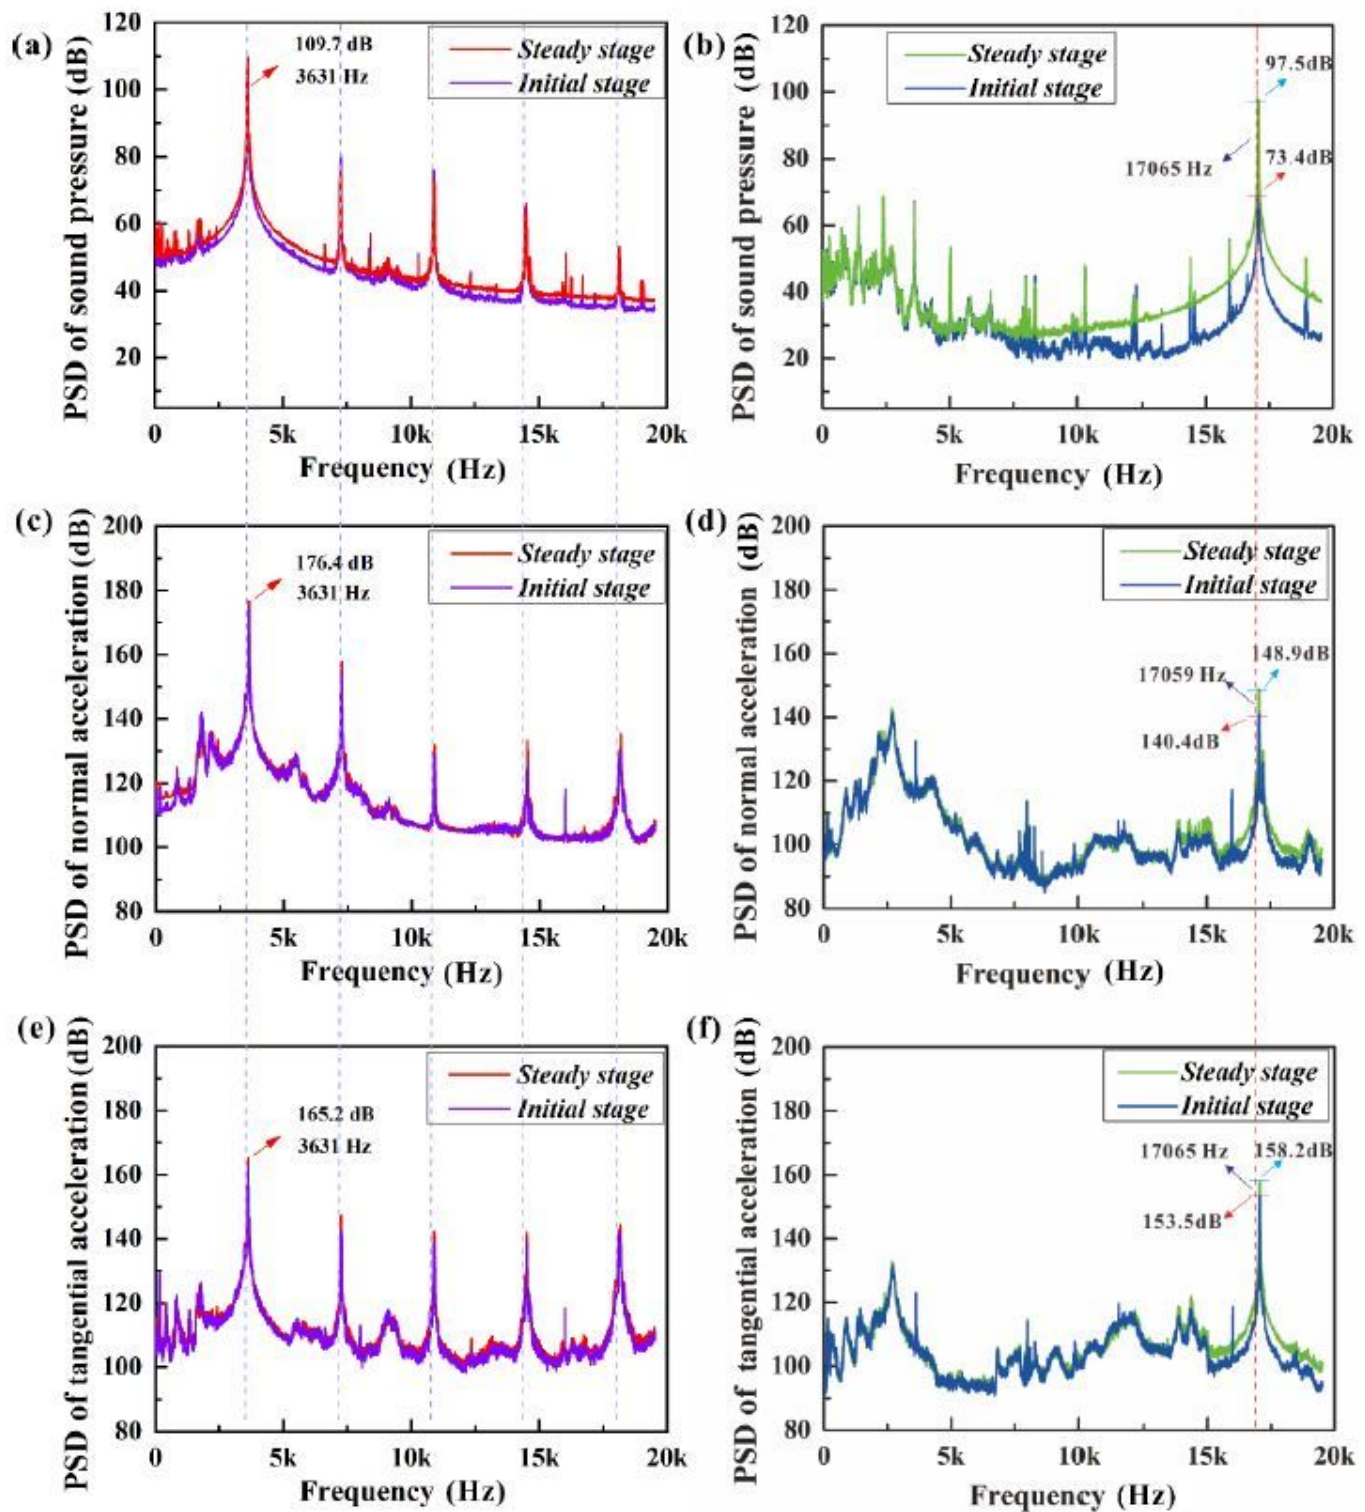 (a)
PSD of sound pressure (dB)
120
100
80
60
40
20
109.7 dB
3631 Hz
Steady stage
Initial stage
0
5k
10k
15k
20k
Frequency (Hz)
(b)
PSD of sound pressure (dB)
120
100
80
60
40
20
Steady stage
Initial stage
97.5dB
73.4dB
17065 Hz
0
5k
10k
15k
20k
Frequency (Hz)
(c)
PSD of normal acceleration (dB)
200
180
160
140
120
100
80
176.4 dB
3631 Hz
Steady stage
Initial stage
0
5k
10k
15k
20k
Frequency (Hz)
(d)
PSD of normal acceleration (dB)
200
180
160
140
120
100
80
Steady stage
Initial stage
148.9dB
17059 Hz
140.4dB
0
5k
10k
15k
20k
Frequency (Hz)
(e)
PSD of tangential acceleration (dB)
200
180
160
140
120
100
80
165.2 dB
3631 Hz
Steady stage
Initial stage
0
5k
10k
15k
20k
Frequency (Hz)
(f)
PSD of tangential acceleration (dB)
200
180
160
140
120
100
80
Steady stage
Initial stage
17065 Hz
158.2dB
153.5dB
0
5k
10k
15k
20k
Frequency (Hz)